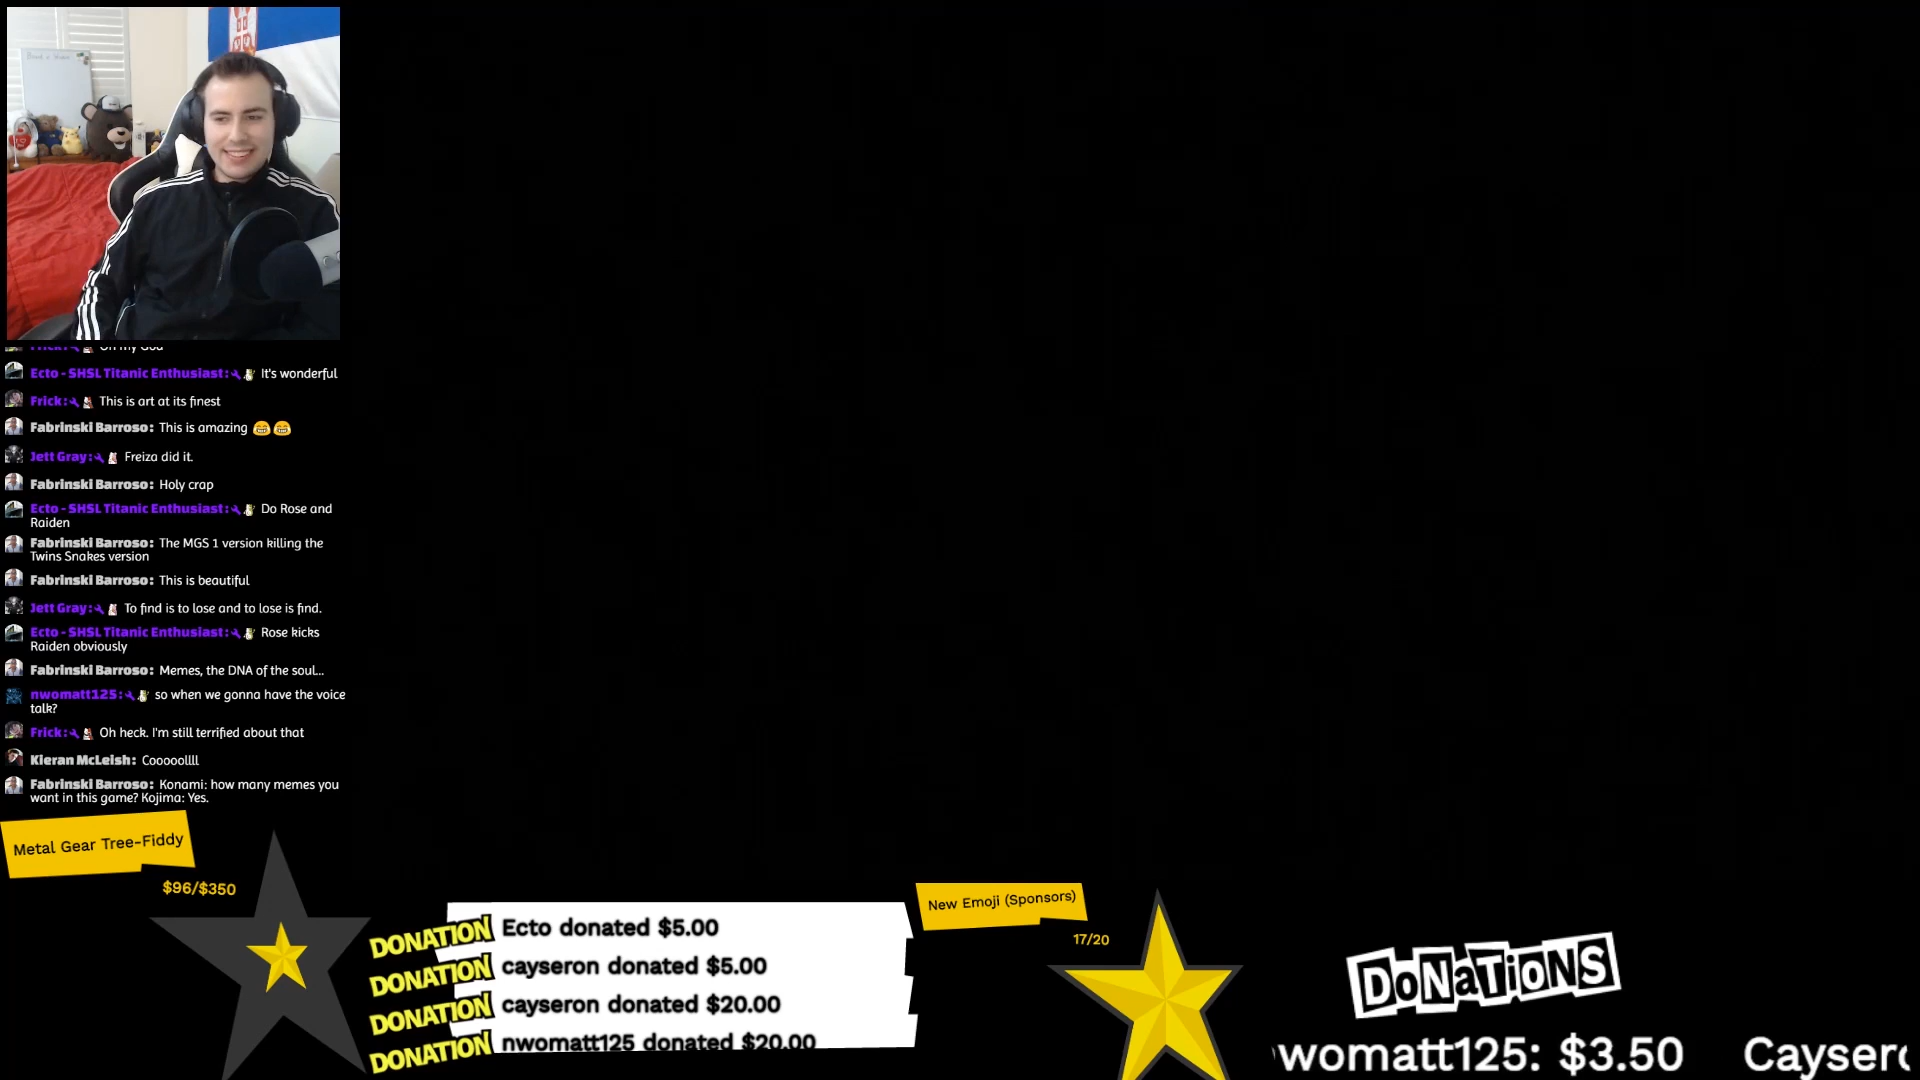 Oh my God
Ecto - SHSL Titanic Enthusiast: It's wonderful
Frick: This is art at its finest
Fabrinski Barroso: This is amazing 😂😂
Jett Gray: Freiza did it.
Fabrinski Barroso: Holy crap
Ecto - SHSL Titanic Enthusiast: Do Rose and
Raiden
Fabrinski Barroso: The MGS 1 version killing the
Twins Snakes version
Fabrinski Barroso: This is beautiful
Jett Gray: To find is to lose and to lose is find.
Ecto - SHSL Titanic Enthusiast: Rose kicks
Raiden obviously
Fabrinski Barroso: Memes, the DNA of the soul...
nwomatt125: so when we gonna have the voice
talk?
Frick: Oh heck. I'm still terrified about that
Kieran McLeish: Cooooollll
Fabrinski Barroso: Konami: how many memes you
want in this game? Kojima: Yes.
Metal Gear Tree-Fiddy
$96/$350
DONATION Ecto donated $5.00
DONATION cayseron donated $5.00
DONATION cayseron donated $20.00
DONATION nwomatt125 donated $20.00
New Emoji (Sponsors)
17/20
DoNaTiONS
womatt125: $3.50 Caysero